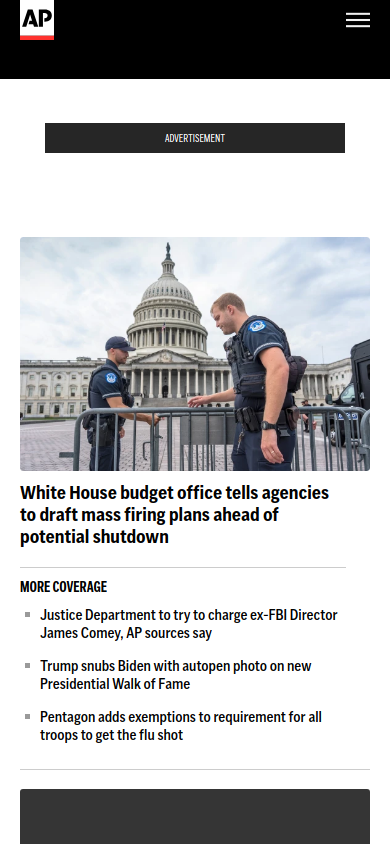 AP
ADVERTISEMENT
White House budget office tells agencies
to draft mass firing plans ahead of
potential shutdown
MORE COVERAGE
Justice Department to try to charge ex-FBI Director
James Comey, AP sources say
Trump snubs Biden with autopen photo on new
Presidential Walk of Fame
Pentagon adds exemptions to requirement for all
troops to get the flu shot